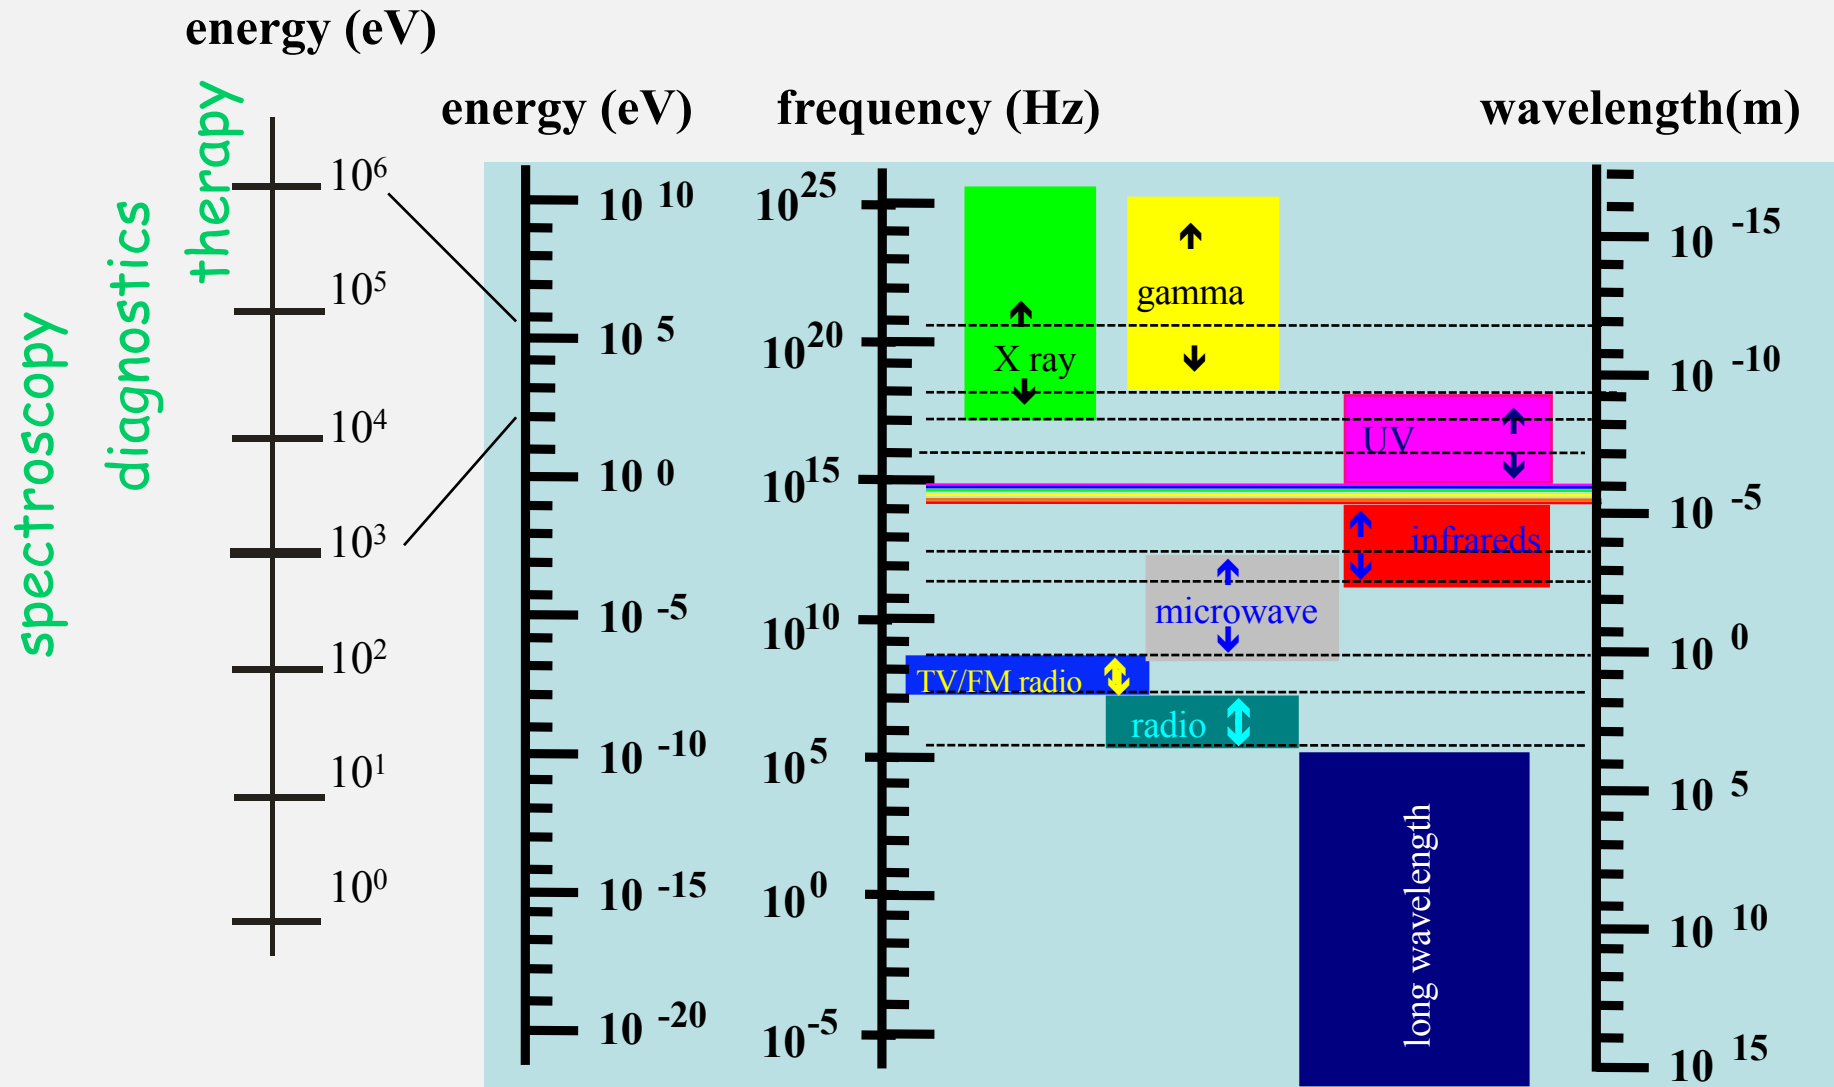 energy (eV)
energy (eV)
frequency (Hz)
wavelength(m)
spectroscopy
diagnostics
therapy
10⁶
10⁵
10⁴
10³
10²
10¹
10⁰
10 10
10 5
10 0
10 -5
10 -10
10 -15
10 -20
10²⁵
10²⁰
10¹⁵
10¹⁰
10⁵
10⁰
10⁻⁵
X ray
gamma
UV
infrareds
microwave
TV/FM radio
radio
long wavelength
10 -15
10 -10
10 -5
10 0
10 5
10 10
10 15